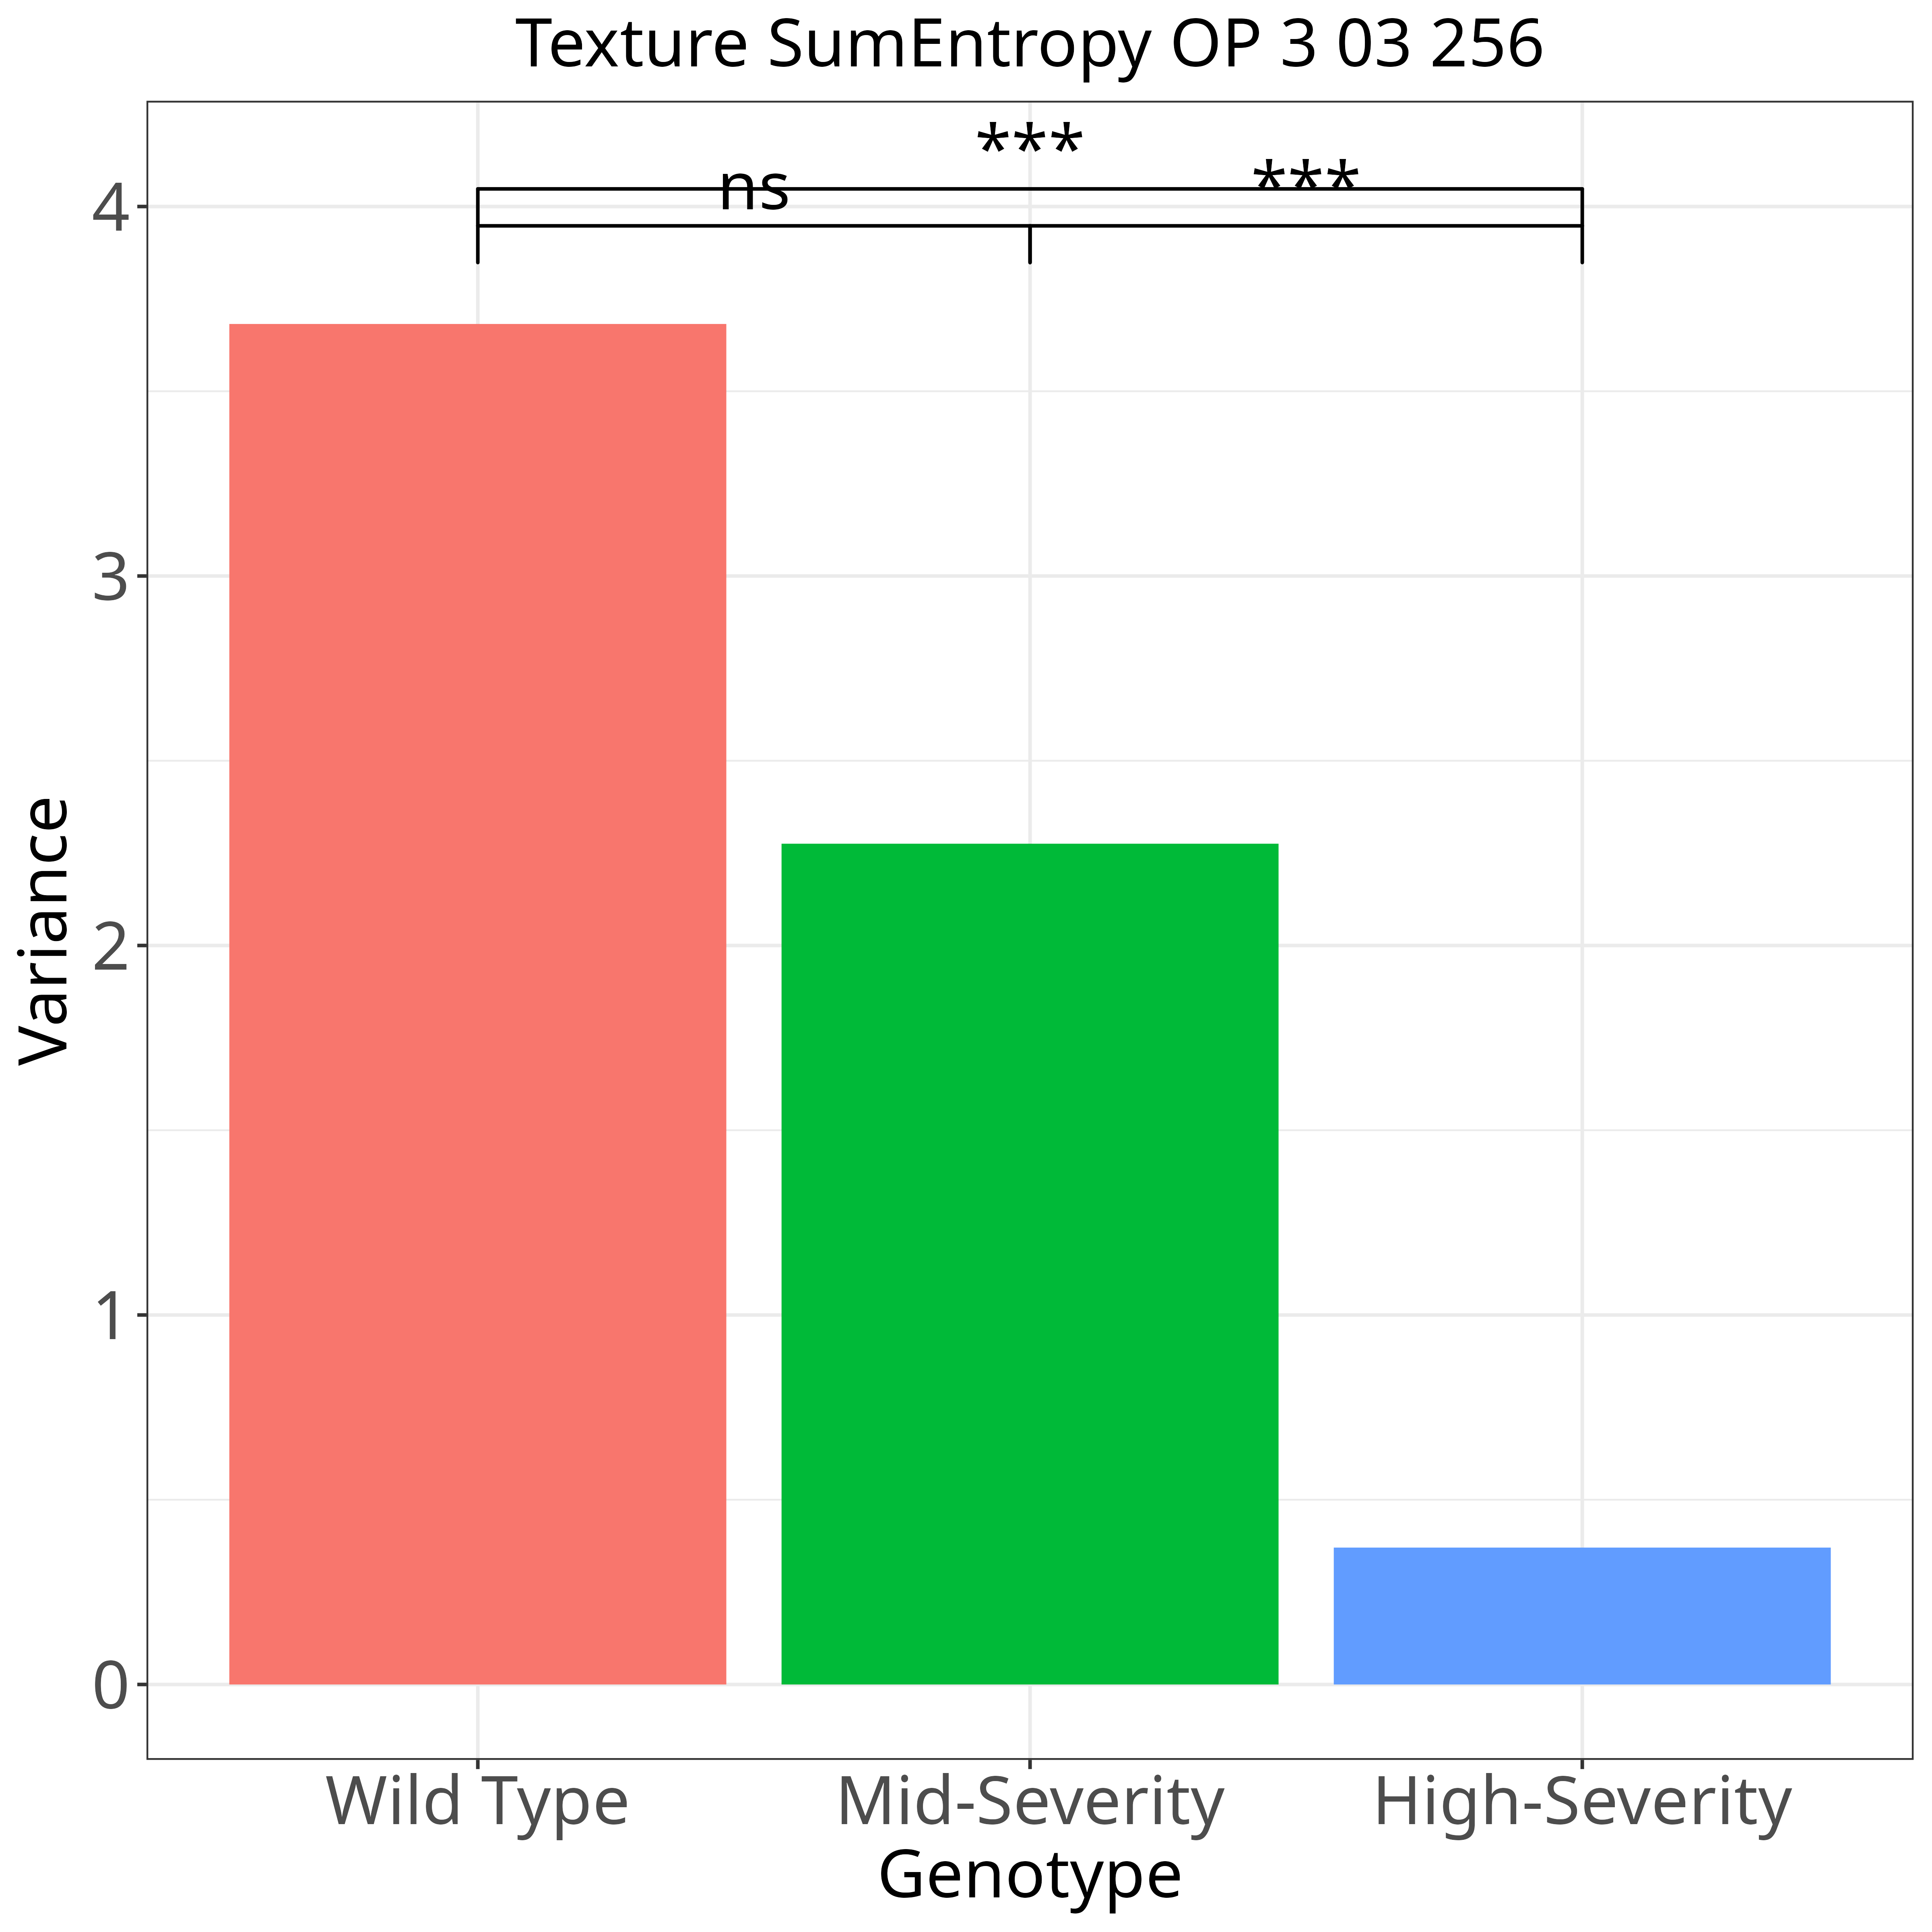 Texture SumEntropy OP 3 03 256
***
ns
***
4
3
2
1
0
Variance
Wild Type
Mid-Severity
High-Severity
Genotype